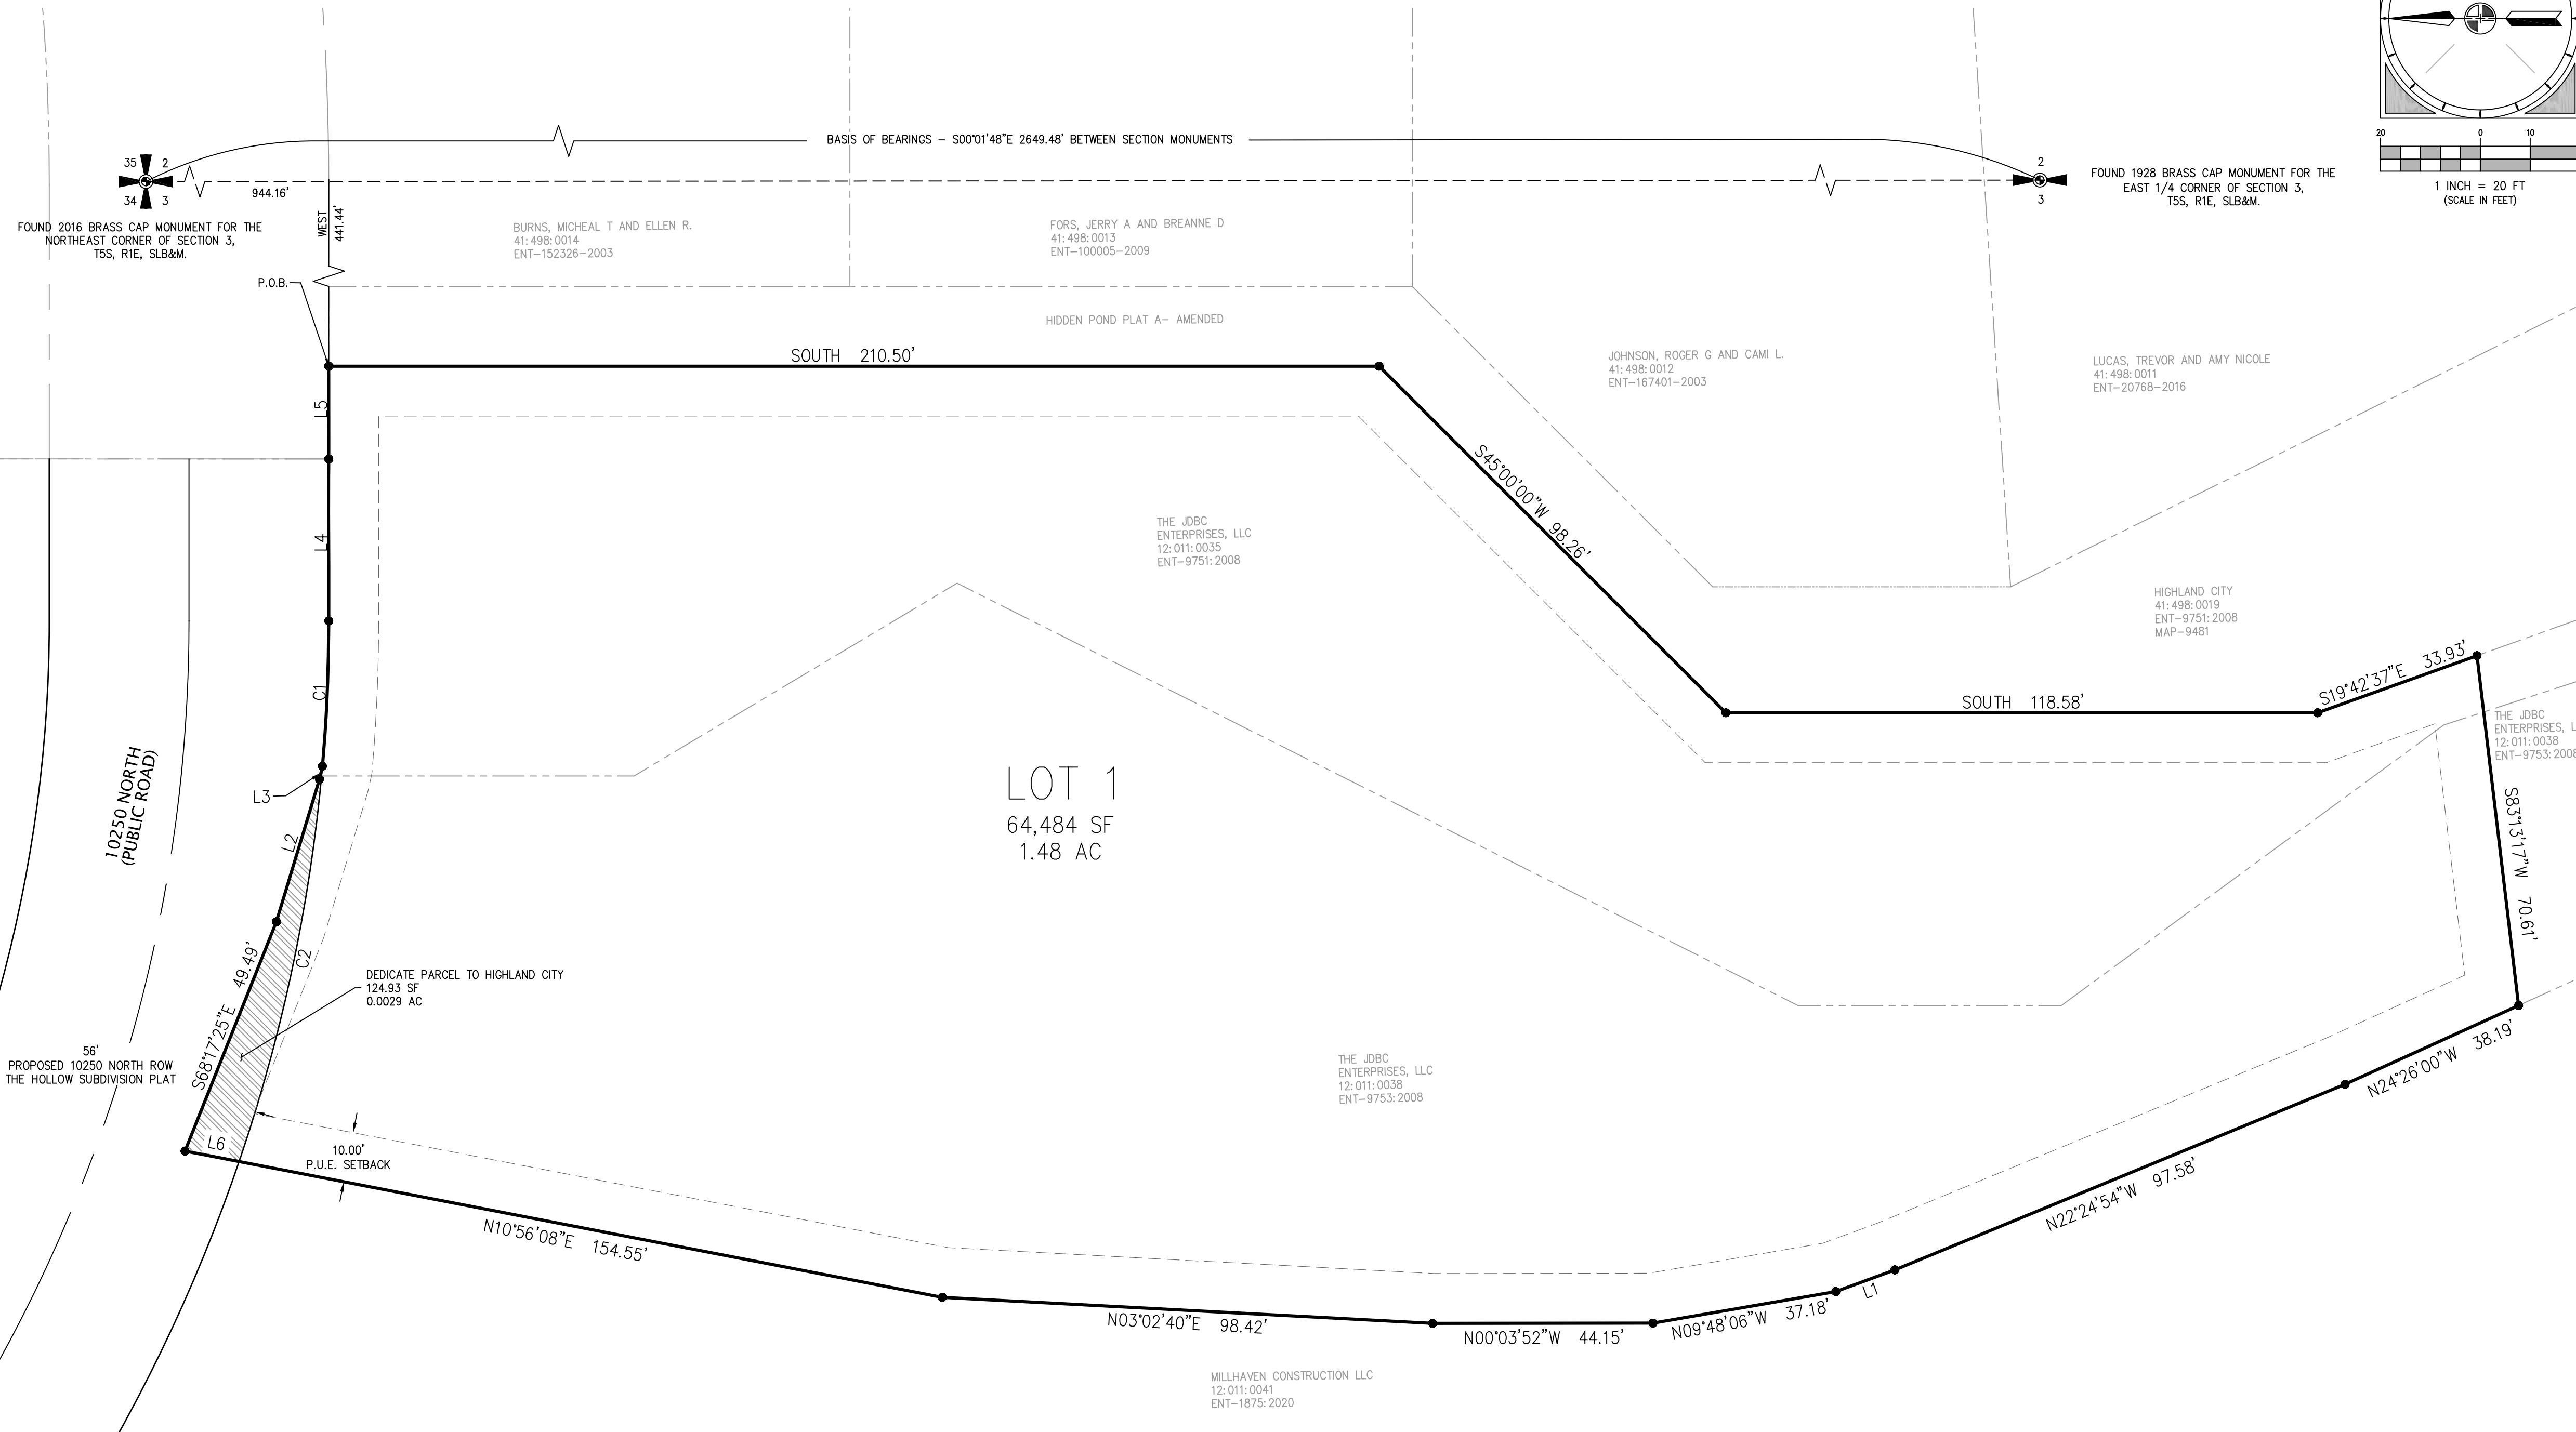 BASIS OF BEARINGS - S00°01'48"E 2649.48' BETWEEN SECTION MONUMENTS
35 2
34 3
944.16'
FOUND 2016 BRASS CAP MONUMENT FOR THE
NORTHEAST CORNER OF SECTION 3,
T5S, R1E, SLB&M.
WEST
441.44'
2
3
FOUND 1928 BRASS CAP MONUMENT FOR THE
EAST 1/4 CORNER OF SECTION 3,
T5S, R1E, SLB&M.
20 0 10
1 INCH = 20 FT
(SCALE IN FEET)
BURNS, MICHEAL T AND ELLEN R.
41:498:0014
ENT-152326-2003
FORS, JERRY A AND BREANNE D
41:498:0013
ENT-100005-2009
P.O.B.
HIDDEN POND PLAT A- AMENDED
SOUTH 210.50'
JOHNSON, ROGER G AND CAMI L.
41:498:0012
ENT-167401-2003
LUCAS, TREVOR AND AMY NICOLE
41:498:0011
ENT-20768-2016
L5
L4
C1
L3
L2
C2
L6
S45°00'00"W 98.26'
THE JDBC
ENTERPRISES, LLC
12:011:0035
ENT-9751:2008
HIGHLAND CITY
41:498:0019
ENT-9751:2008
MAP-9481
SOUTH 118.58'
S19°42'37"E 33.93'
THE JDBC
ENTERPRISES, L
12:011:0038
ENT-9753:2008
S83°13'17"W 70.61'
10250 NORTH
(PUBLIC ROAD)
LOT 1
64,484 SF
1.48 AC
S68°17'25"E 49.49'
DEDICATE PARCEL TO HIGHLAND CITY
124.93 SF
0.0029 AC
56'
PROPOSED 10250 NORTH ROW
THE HOLLOW SUBDIVISION PLAT
10.00'
P.U.E. SETBACK
THE JDBC
ENTERPRISES, LLC
12:011:0038
ENT-9753:2008
N10°56'08"E 154.55'
N03°02'40"E 98.42'
N00°03'52"W 44.15'
N09°48'06"W 37.18'
L1
N22°24'54"W 97.58'
N24°26'00"W 38.19'
MILLHAVEN CONSTRUCTION LLC
12:011:0041
ENT-1875:2020